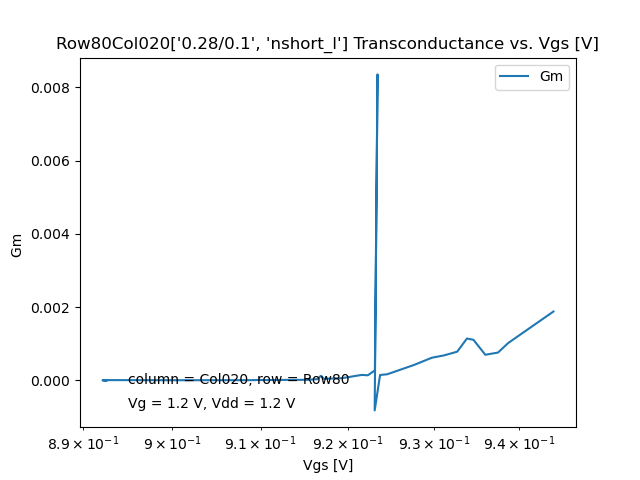 Row80Col020['0.28/0.1', 'nshort_l'] Transconductance vs. Vgs [V]
Gm
0.008
0.006
0.004
0.002
0.000
Gm
column = Col020, row = Row80
Vg = 1.2 V, Vdd = 1.2 V
8.9 × 10⁻¹ 9 × 10⁻¹ 9.1 × 10⁻¹ 9.2 × 10⁻¹ 9.3 × 10⁻¹ 9.4 × 10⁻¹
Vgs [V]